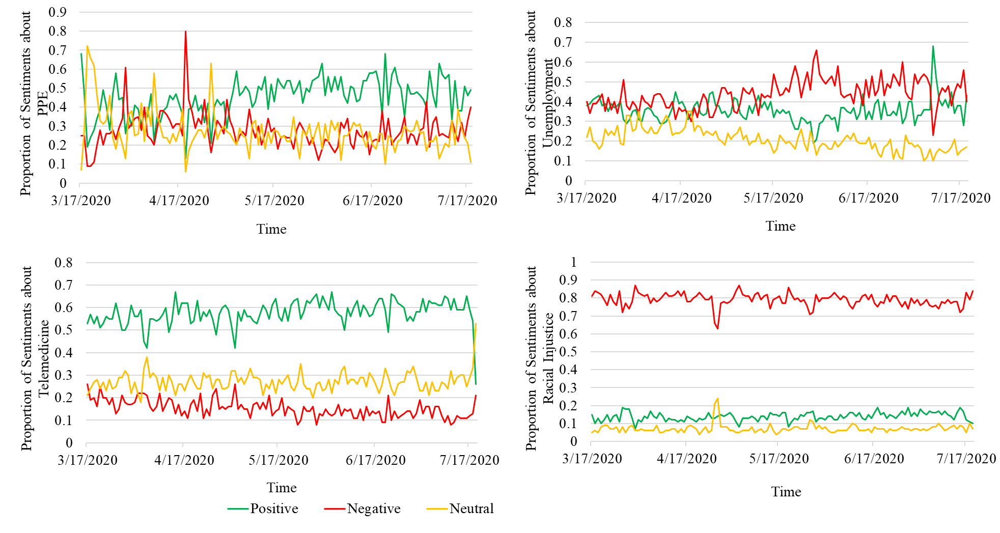 Proportion of Sentiments about
PPE
0.9
0.8
0.7
0.6
0.5
0.4
0.3
0.2
0.1
0
3/17/2020 4/17/2020 5/17/2020 6/17/2020 7/17/2020
Time
Proportion of Sentiments about
Unemployment
0.8
0.7
0.6
0.5
0.4
0.3
0.2
0.1
0
3/17/2020 4/17/2020 5/17/2020 6/17/2020 7/17/2020
Time
Proportion of Sentiments about
Telemedicine
0.8
0.7
0.6
0.5
0.4
0.3
0.2
0.1
0
3/17/2020 4/17/2020 5/17/2020 6/17/2020 7/17/2020
Time
Proportion of Sentiments about
Racial Injustice
1
0.9
0.8
0.7
0.6
0.5
0.4
0.3
0.2
0.1
0
3/17/2020 4/17/2020 5/17/2020 6/17/2020 7/17/2020
Time
Positive Negative Neutral